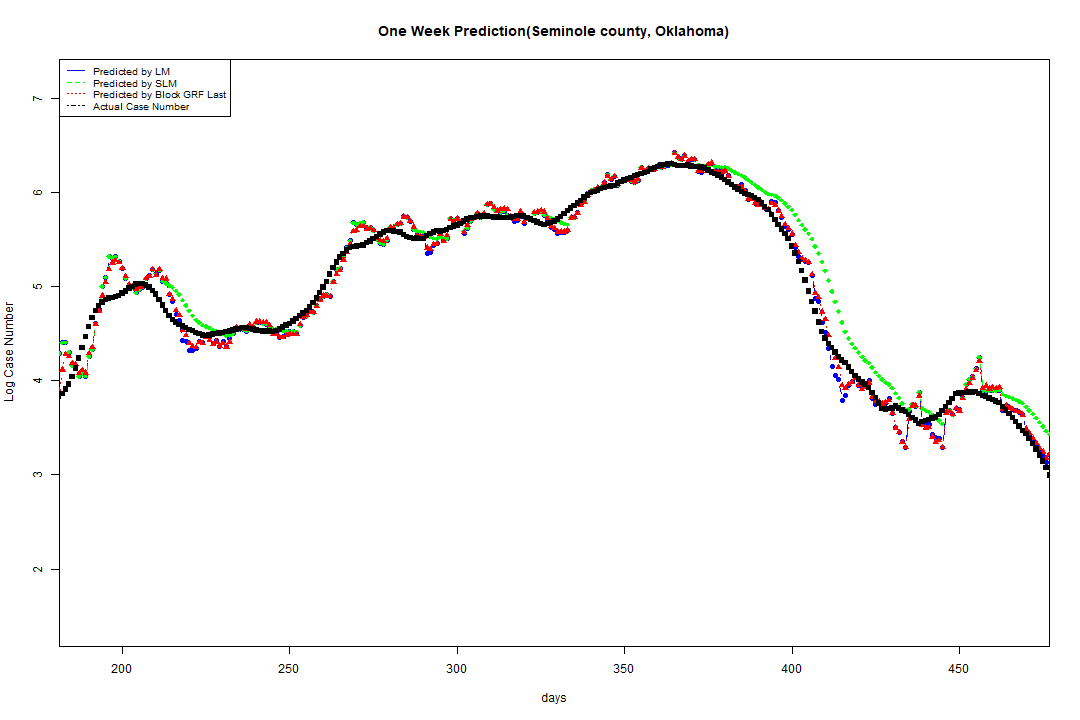 One Week Prediction(Seminole county, Oklahoma)
Predicted by LM
Predicted by SLM
Predicted by Block GRF Last
Actual Case Number
7
6
5
4
3
2
Log Case Number
200 250 300 350 400 450
days